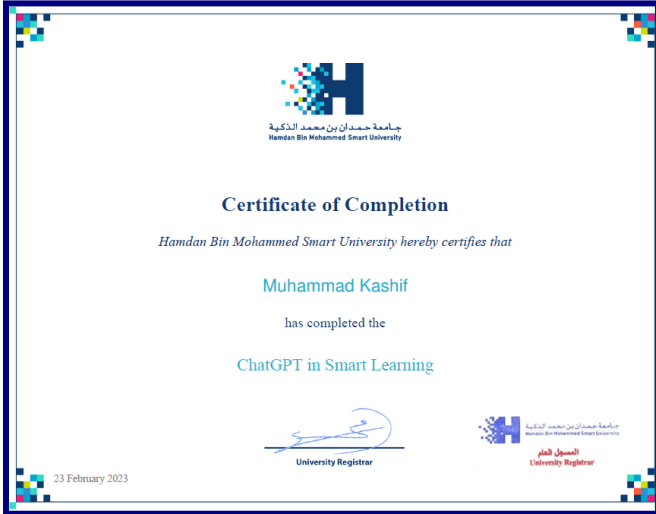 جامعة حمدان بن محمد الذكية
Hamdan Bin Mohammed Smart University
Certificate of Completion
Hamdan Bin Mohammed Smart University hereby certifies that
Muhammad Kashif
has completed the
ChatGPT in Smart Learning
University Registrar
جامعة حمدان بن محمد الذكية
Hamdan Bin Mohammed Smart University
المسجل العام
University Registrar
23 February 2023